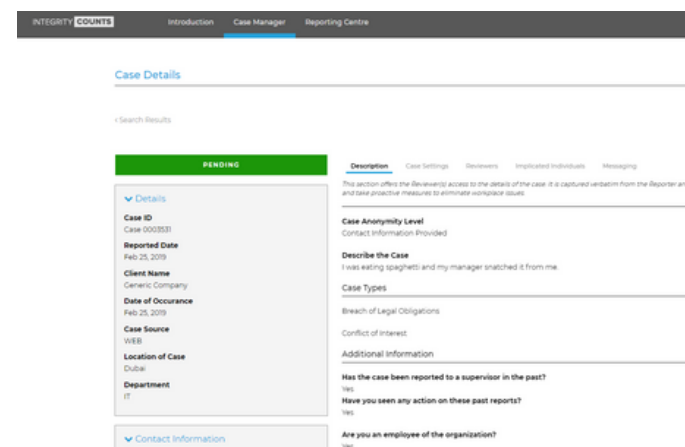 INTEGRITY COUNTS Introduction Case Manager Reporting Centre
Case Details
< Search Results
PENDING
Details
Case ID
Case 0003531
Reported Date
Feb 25, 2019
Client Name
Generic Company
Date of Occurance
Feb 25, 2019
Case Source
WEB
Location of Case
Dubai
Department
IT
Contact Information
Description Case Settings Reviewers Implicated Individuals Messaging
This section offers the Reviewer(s) access to the details of the case. It is captured verbatim from the Reporter an
and take proactive measures to eliminate workplace issues.
Case Anonymity Level
Contact Information Provided
Describe the Case
I was eating spaghetti and my manager snatched it from me.
Case Types
Breach of Legal Obligations
Conflict of Interest
Additional Information
Has the case been reported to a supervisor in the past?
Yes
Have you seen any action on these past reports?
Yes
Are you an employee of the organization?
Yes